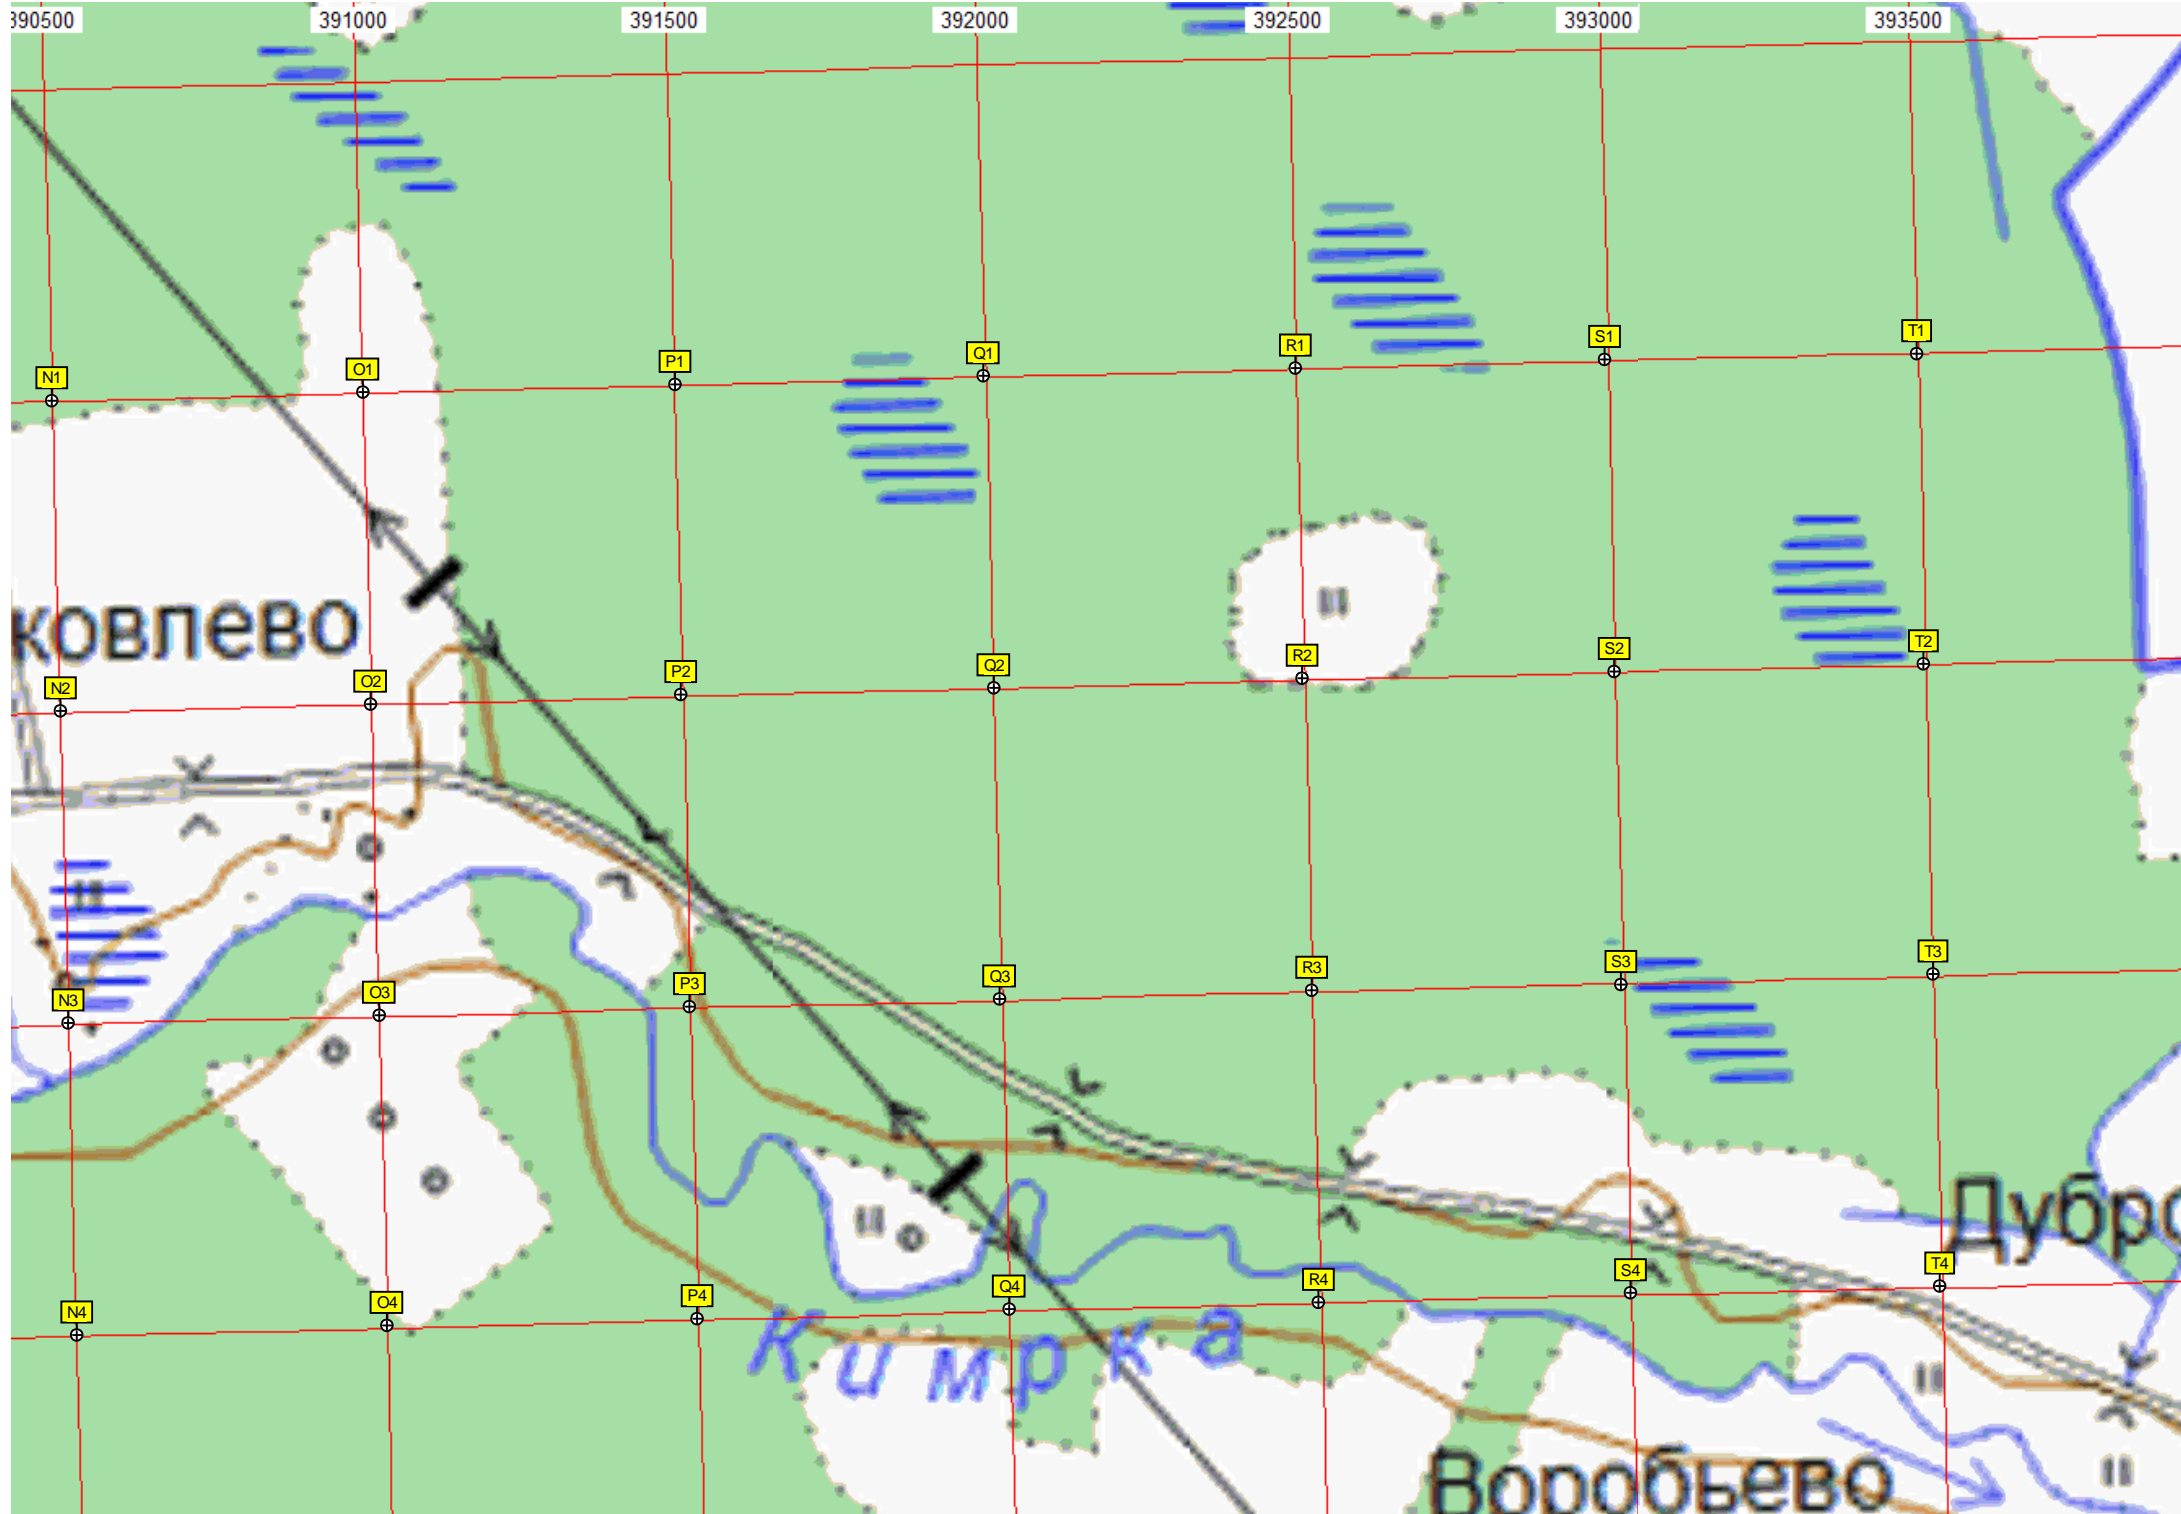 390500 391000 391500 392000 392500 393000 393500
N1 O1 P1 Q1 R1 S1 T1
ковлево
N2 O2 P2 Q2 R2 S2 T2
N3 O3 P3 Q3 R3 S3 T3
Дубро
N4 O4 P4 Q4 R4 S4 T4
Кимрка
Воробьево